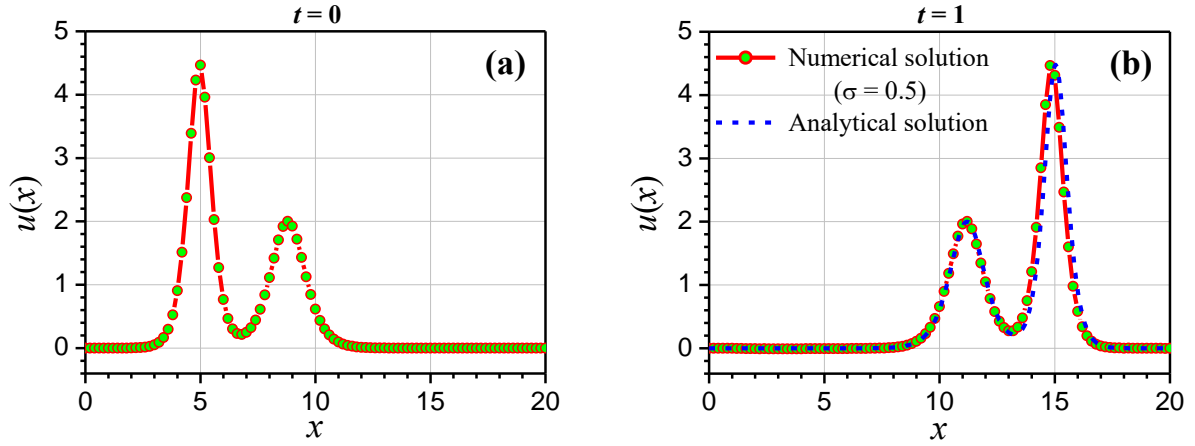 t = 0
(a)
u(x)
5
4
3
2
1
0
0 5 10 15 20
x
t = 1
(b)
Numerical solution
(σ = 0.5)
Analytical solution
u(x)
5
4
3
2
1
0
0 5 10 15 20
x